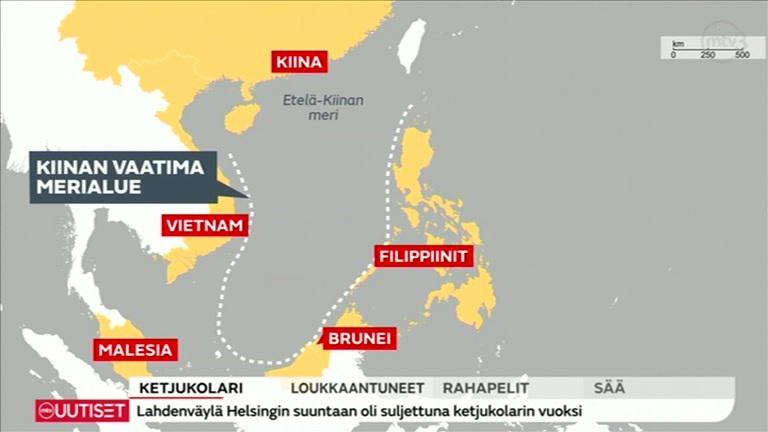 mtv3
km
0 250 500
KIINA
Etelä-Kiinan
meri
KIINAN VAATIMA
MERIALUE
VIETNAM
FILIPPIINIT
BRUNEI
MALESIA
KETJUKOLARI LOUKKAANTUNEET RAHAPELIT SÄÄ
mtv UUTISET Lahdenväylä Helsingin suuntaan oli suljettuna ketjukolarin vuoksi